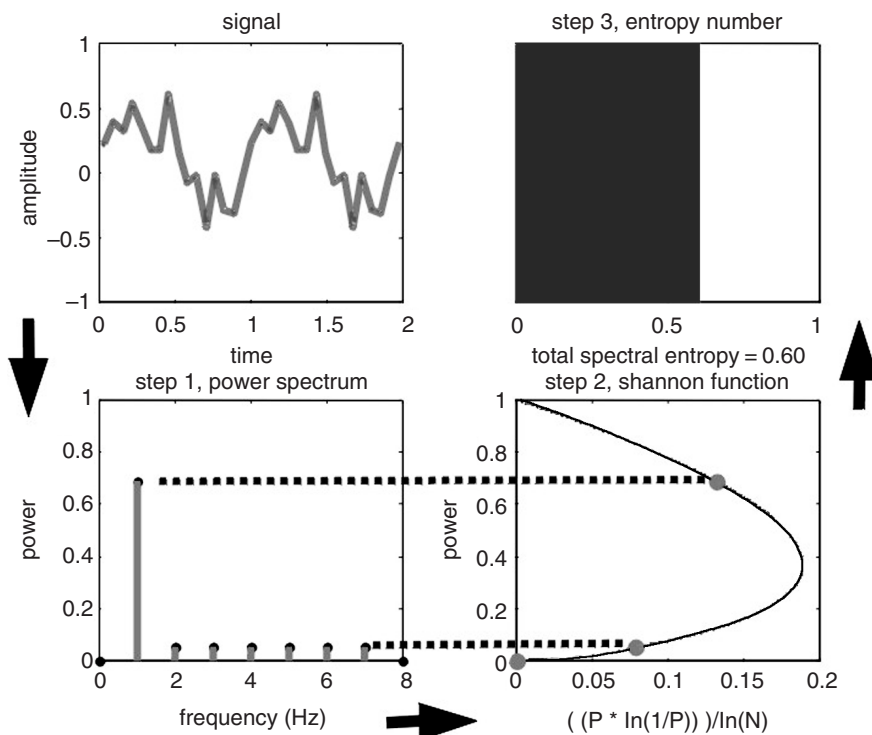 signal
amplitude
1
0.5
0
–0.5
–1
0 0.5 1 1.5 2
time
step 3, entropy number
0 0.5 1
total spectral entropy = 0.60
step 1, power spectrum
power
1
0.8
0.6
0.4
0.2
0
0 2 4 6 8
frequency (Hz)
step 2, shannon function
power
1
0.8
0.6
0.4
0.2
0
0 0.05 0.1 0.15 0.2
( (P * ln(1/P)) )/ln(N)